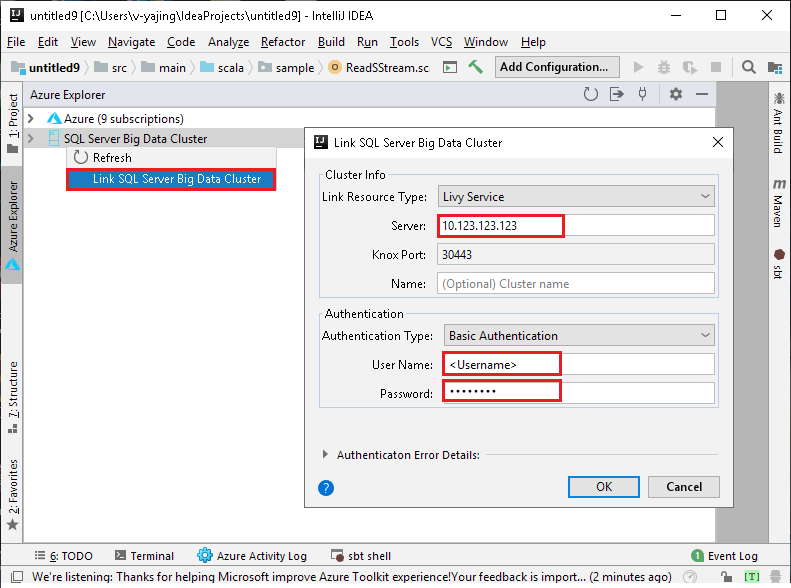 untitled9 [C:\Users\v-yajing\IdeaProjects\untitled9] - IntelliJ IDEA
File Edit View Navigate Code Analyze Refactor Build Run Tools VCS Window Help
untitled9 src main scala sample ReadSStream.sc Add Configuration...
1: Project
Azure Explorer
7: Structure
2: Favorites
Azure Explorer
Azure (9 subscriptions)
SQL Server Big Data Cluster
Refresh
Link SQL Server Big Data Cluster
Link SQL Server Big Data Cluster
Cluster Info
Link Resource Type: Livy Service
Server: 10.123.123.123
Knox Port: 30443
Name: (Optional) Cluster name
Authentication
Authentication Type: Basic Authentication
User Name: <Username>
Password: ••••••••
Authenticaton Error Details:
? OK Cancel
Ant Build
m Maven
sbt
6: TODO Terminal Azure Activity Log sbt shell 1 Event Log
We're listening: Thanks for helping Microsoft improve Azure Toolkit experience!Your feedback is import... (2 minutes ago) [T]